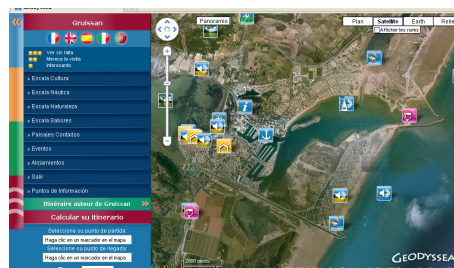 Gruissan
Ver sin falta
Merece la visita
interesante
» Escala Cultura
» Escala Náutica
» Escala Naturaleza
» Escala Sabores
» Paisajes Contados
» Eventos
» Alojamientos
» Salir
» Puntos de Información
Itinéraire autour de Gruissan
Calcular su itinerario
Seleccione su punto de partida:
Haga clic en un marcador en el mapa
Seleccione su punto de llegada:
Haga clic en un marcador en el mapa
Panoramio
Plan
Satellite
Earth
Relie
Afficher les noms
2000 pieds
GEODYSSEA